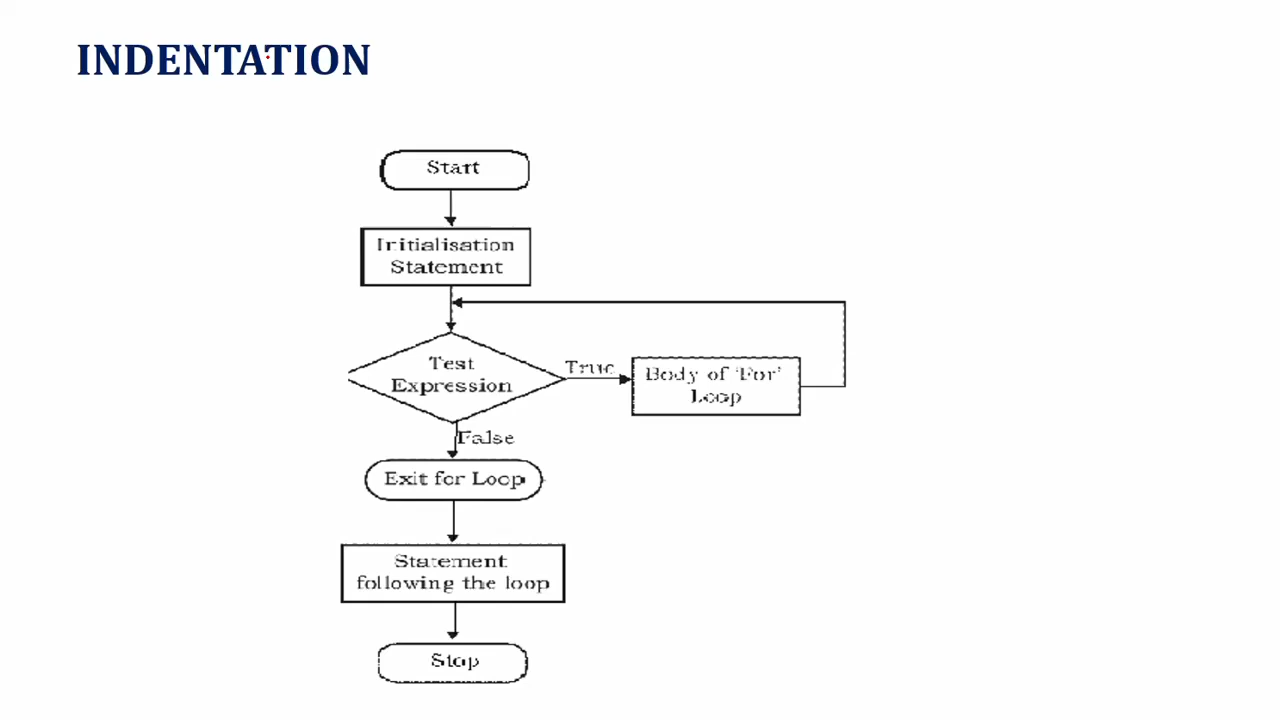 INDENTATION
Start
Initialisation
Statement
Test
Expression
True
Body of 'For'
Loop
False
Exit for Loop
Statement
following the loop
Stop